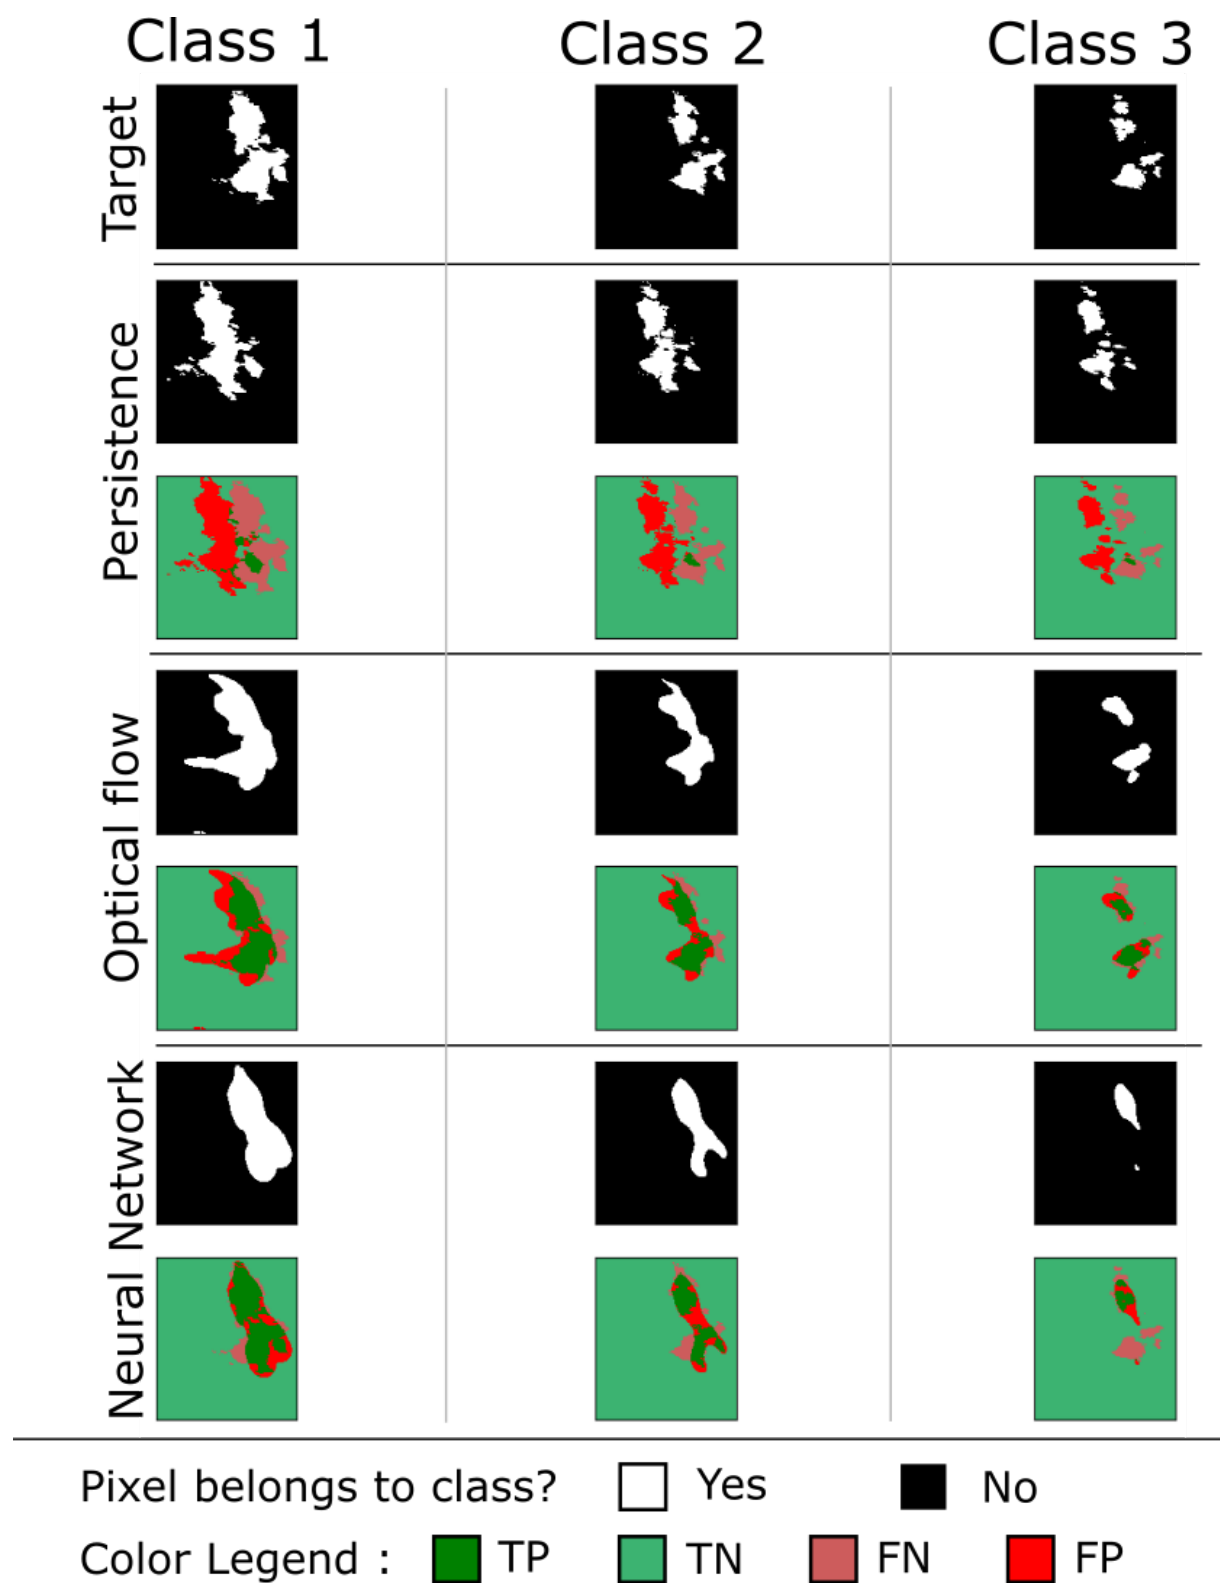 Class 1 Class 2 Class 3
Target
Persistence
Optical flow
Neural Network
Pixel belongs to class? Yes No
Color Legend : TP TN FN FP